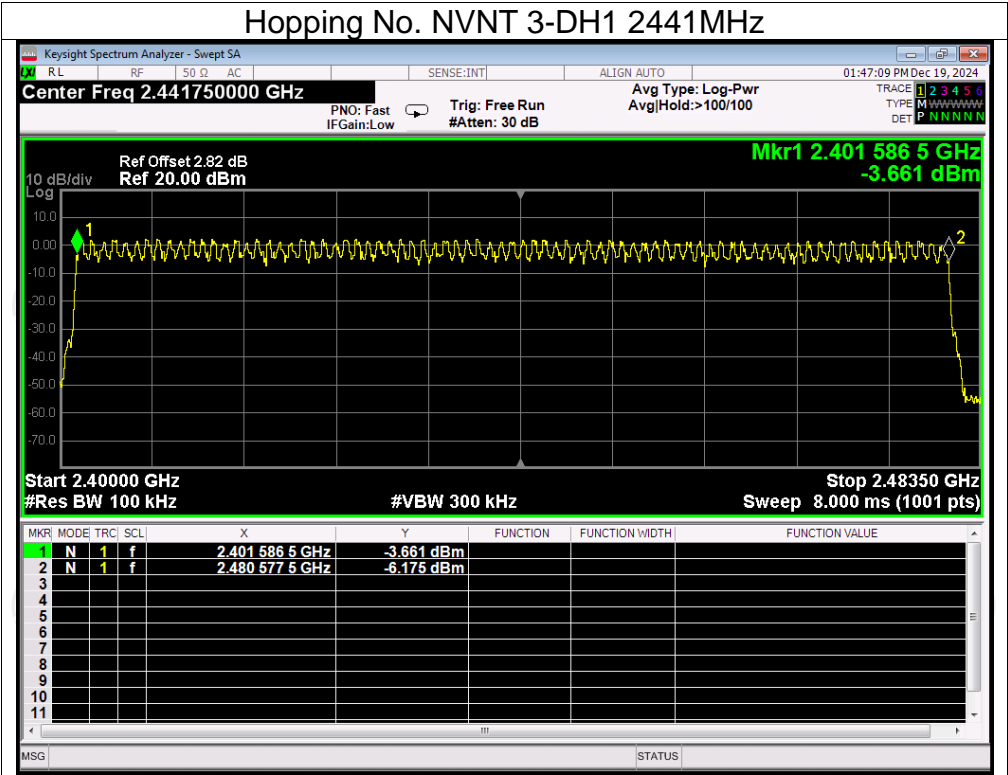 Hopping No. NVNT 3-DH1 2441MHz
Keysight Spectrum Analyzer - Swept SA
LXI RL RF 50 Ω AC SENSE:INT ALIGN AUTO 01:47:09 PM Dec 19, 2024
Center Freq 2.441750000 GHz
PNO: Fast
IFGain:Low
Trig: Free Run
#Atten: 30 dB
Avg Type: Log-Pwr
Avg|Hold:>100/100
TRACE 1 2 3 4 5 6
TYPE M W W W W W
DET P N N N N N
Mkr1 2.401 586 5 GHz
-3.661 dBm
Ref Offset 2.82 dB
10 dB/div Ref 20.00 dBm
Log
10.0
0.00
-10.0
-20.0
-30.0
-40.0
-50.0
-60.0
-70.0
1
2
Start 2.40000 GHz Stop 2.48350 GHz
#Res BW 100 kHz #VBW 300 kHz Sweep 8.000 ms (1001 pts)
MKR MODE TRC SCL X Y FUNCTION FUNCTION WIDTH FUNCTION VALUE
1 N 1 f 2.401 586 5 GHz -3.661 dBm
2 N 1 f 2.480 577 5 GHz -6.175 dBm
3
4
5
6
7
8
9
10
11
MSG STATUS